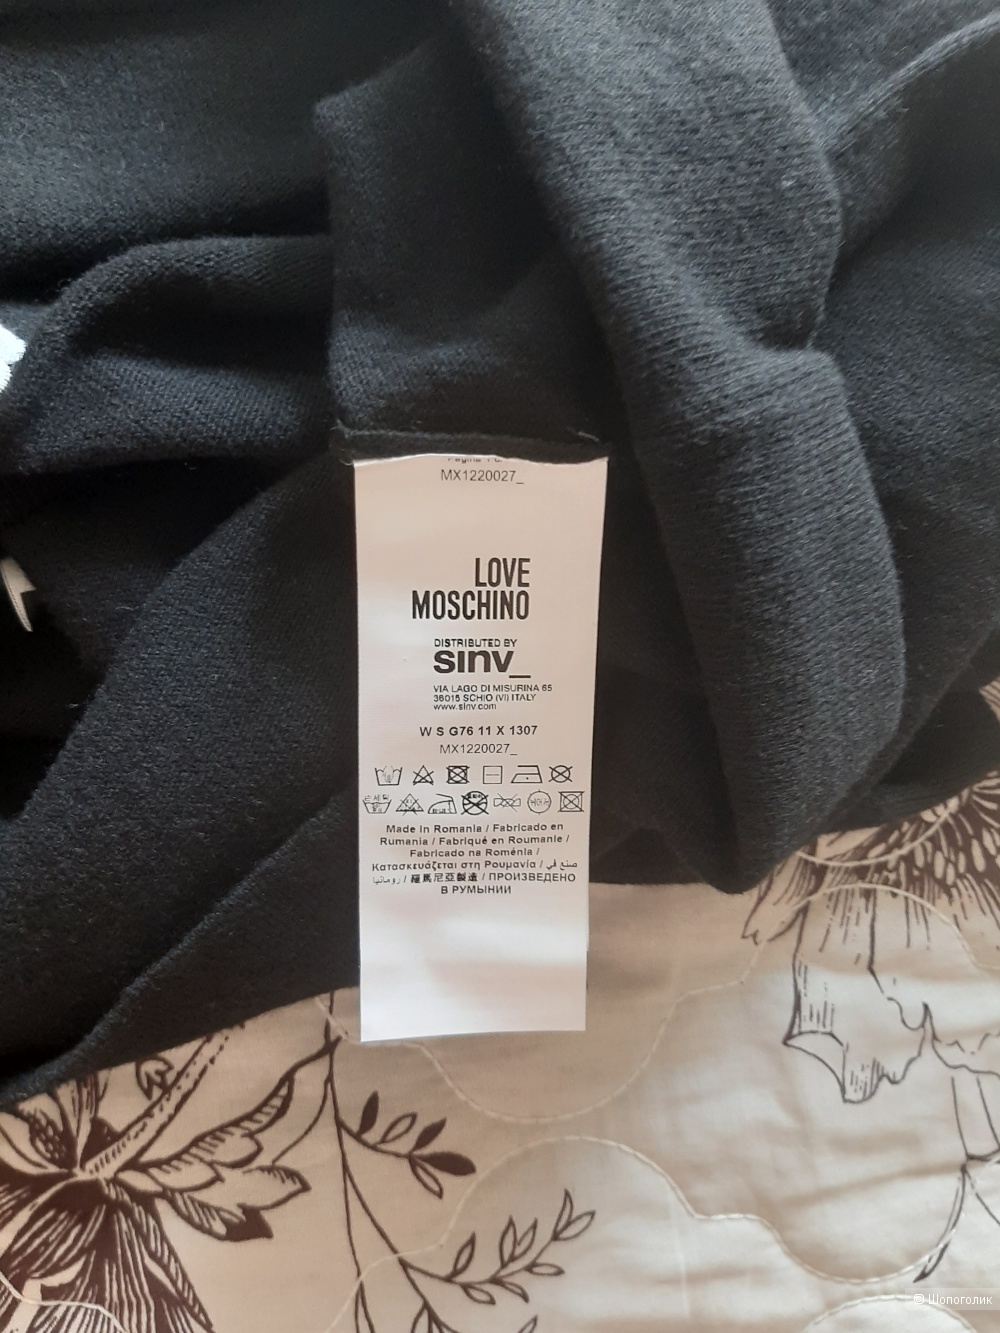 MX1220027_
LOVE
MOSCHINO
DISTRIBUTED BY
sinv_
VIA LAGO DI MISURINA 65
36015 SCHIO (VI) ITALY
www.sinv.com
W S G76 11 X 1307
MX1220027_
Made in Romania / Fabricado en
Rumania / Fabriqué en Roumanie /
Fabricado na Roménia /
Κατασκευάζεται στη Ρουμανία / صنع في
رومانيا / 羅馬尼亞製造 / ПРОИЗВЕДЕНО
В РУМЫНИИ
© Шопоголик